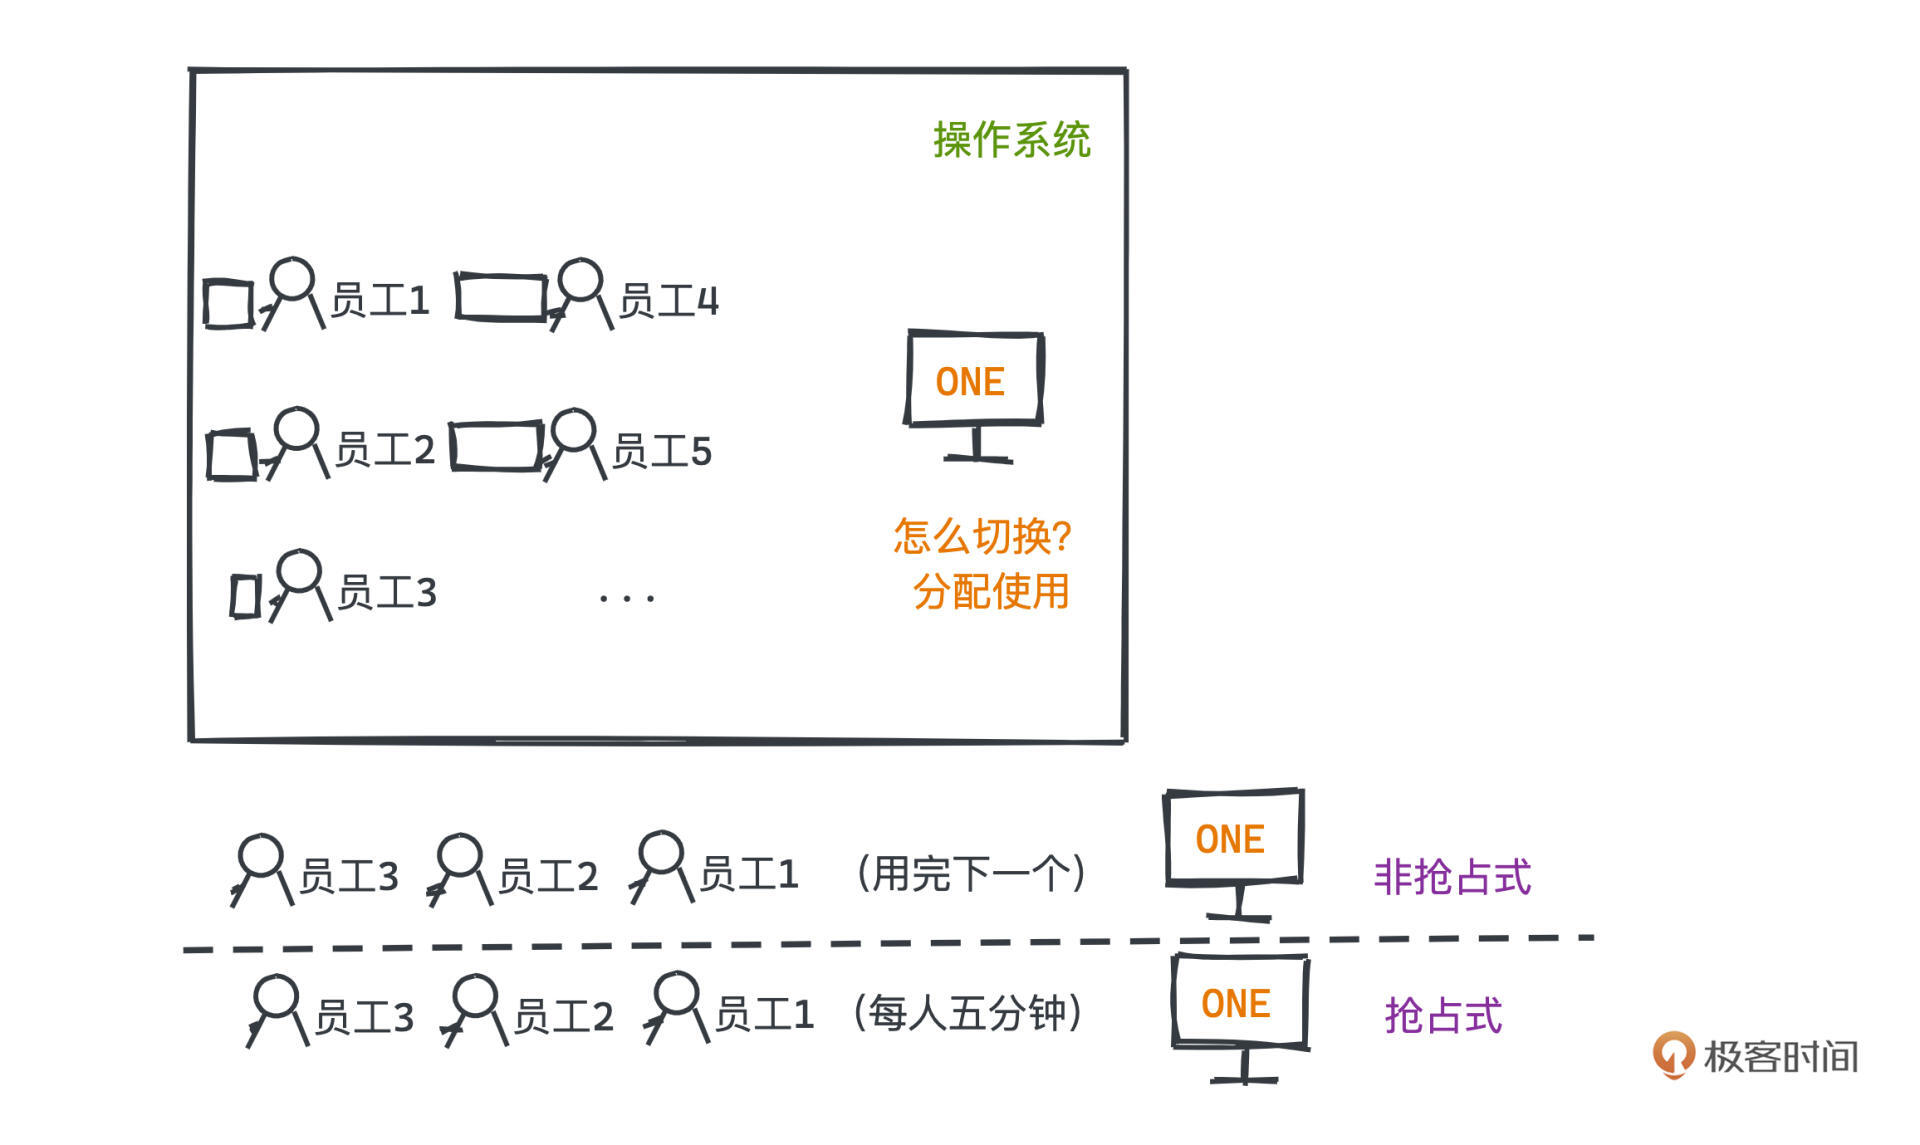 操作系统
员工1
员工4
ONE
员工2
员工5
怎么切换?
分配使用
员工3
...
员工3
员工2
员工1
(用完下一个)
ONE
非抢占式
员工3
员工2
员工1
(每人五分钟)
ONE
抢占式
极客时间